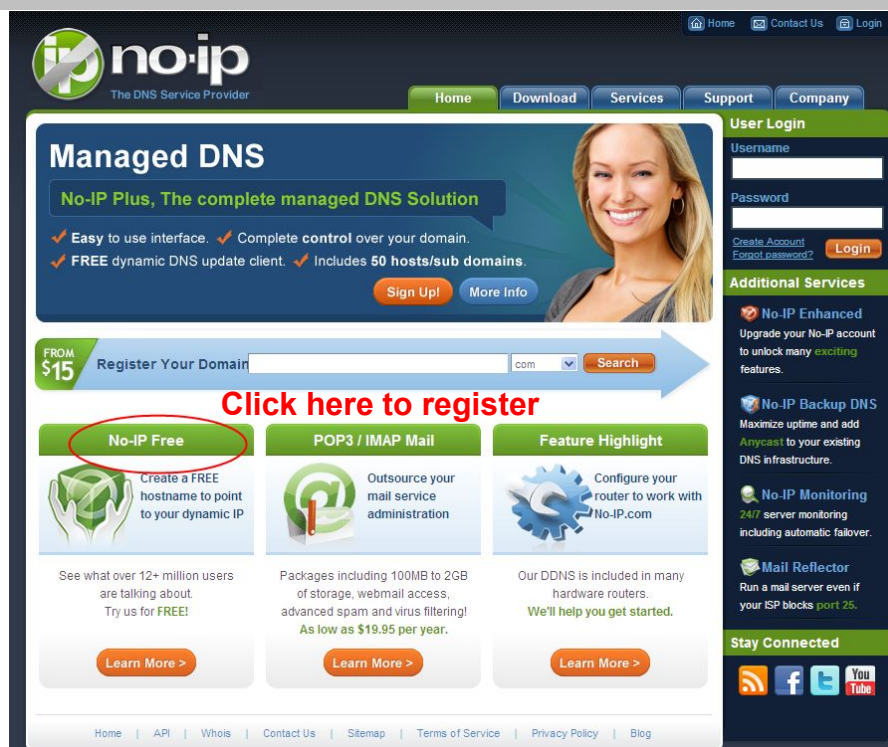 Home Contact Us Login
ip no·ip
The DNS Service Provider
Home Download Services Support Company
Managed DNS
No-IP Plus, The complete managed DNS Solution
Easy to use interface. Complete control over your domain.
FREE dynamic DNS update client. Includes 50 hosts/sub domains.
Sign Up! More Info
FROM
$15
Register Your Domain com Search
Click here to register
No-IP Free
Create a FREE
hostname to point
to your dynamic IP
See what over 12+ million users
are talking about.
Try us for FREE!
Learn More >
POP3 / IMAP Mail
Outsource your
mail service
administration
Packages including 100MB to 2GB
of storage, webmail access,
advanced spam and virus filtering!
As low as $19.95 per year.
Learn More >
Feature Highlight
Configure your
router to work with
No-IP.com
Our DDNS is included in many
hardware routers.
We'll help you get started.
Learn More >
User Login
Username
Password
Create Account
Forgot password?
Login
Additional Services
No-IP Enhanced
Upgrade your No-IP account
to unlock many exciting
features.
No-IP Backup DNS
Maximize uptime and add
Anycast to your existing
DNS infrastructure.
No-IP Monitoring
24/7 server monitoring
including automatic failover.
Mail Reflector
Run a mail server even if
your ISP blocks port 25.
Stay Connected
f t You
Tube
Home | API | Whois | Contact Us | Sitemap | Terms of Service | Privacy Policy | Blog